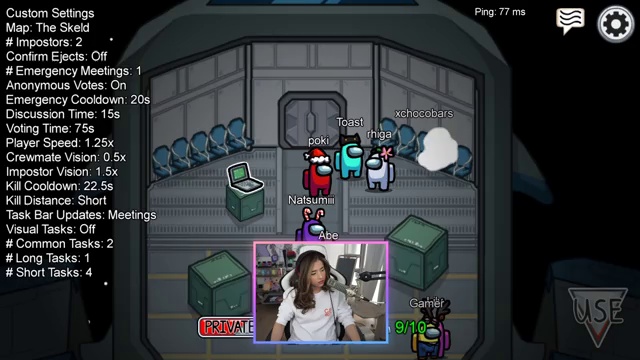 Custom Settings
Map: The Skeld
# Impostors: 2
Confirm Ejects: Off
# Emergency Meetings: 1
Anonymous Votes: On
Emergency Cooldown: 20s
Discussion Time: 15s
Voting Time: 75s
Player Speed: 1.25x
Crewmate Vision: 0.5x
Impostor Vision: 1.5x
Kill Cooldown: 22.5s
Kill Distance: Short
Task Bar Updates: Meetings
Visual Tasks: Off
# Common Tasks: 2
# Long Tasks: 1
# Short Tasks: 4
Ping: 77 ms
xchocobars
Toast
rhiga
poki
Natsumiii
Abe
Gamer
PRIVATE
9/10
USE